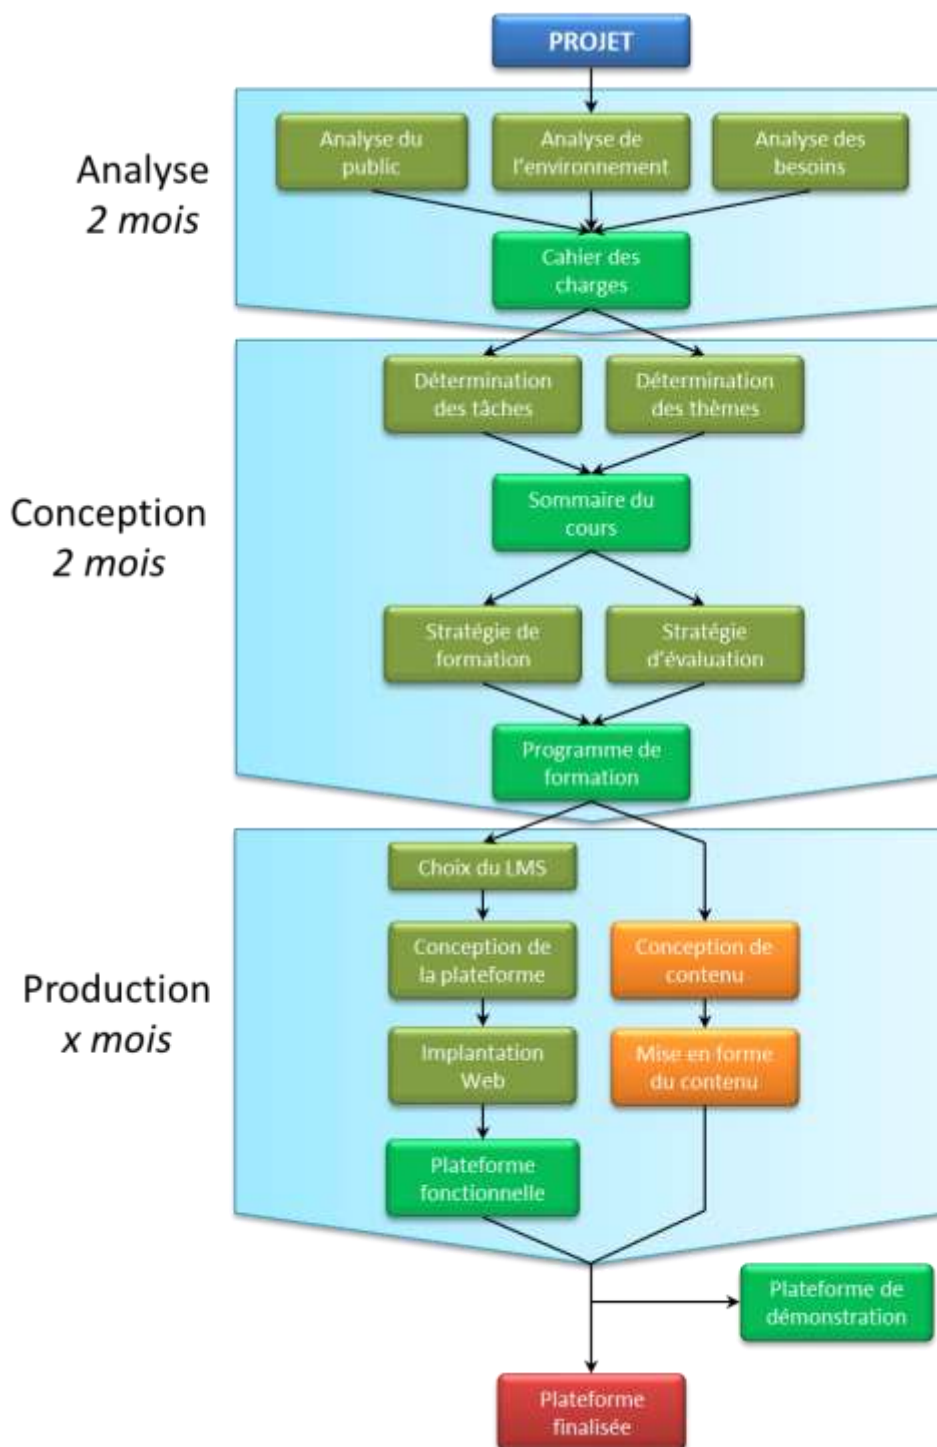 PROJET
Analyse
2 mois
Analyse du
public
Analyse de
l'environnement
Analyse des
besoins
Cahier des
charges
Conception
2 mois
Détermination
des tâches
Détermination
des thèmes
Sommaire du
cours
Stratégie de
formation
Stratégie
d'évaluation
Programme de
formation
Production
x mois
Choix du LMS
Conception de
la plateforme
Conception de
contenu
Implantation
Web
Mise en forme
du contenu
Plateforme
fonctionnelle
Plateforme de
démonstration
Plateforme
finalisée